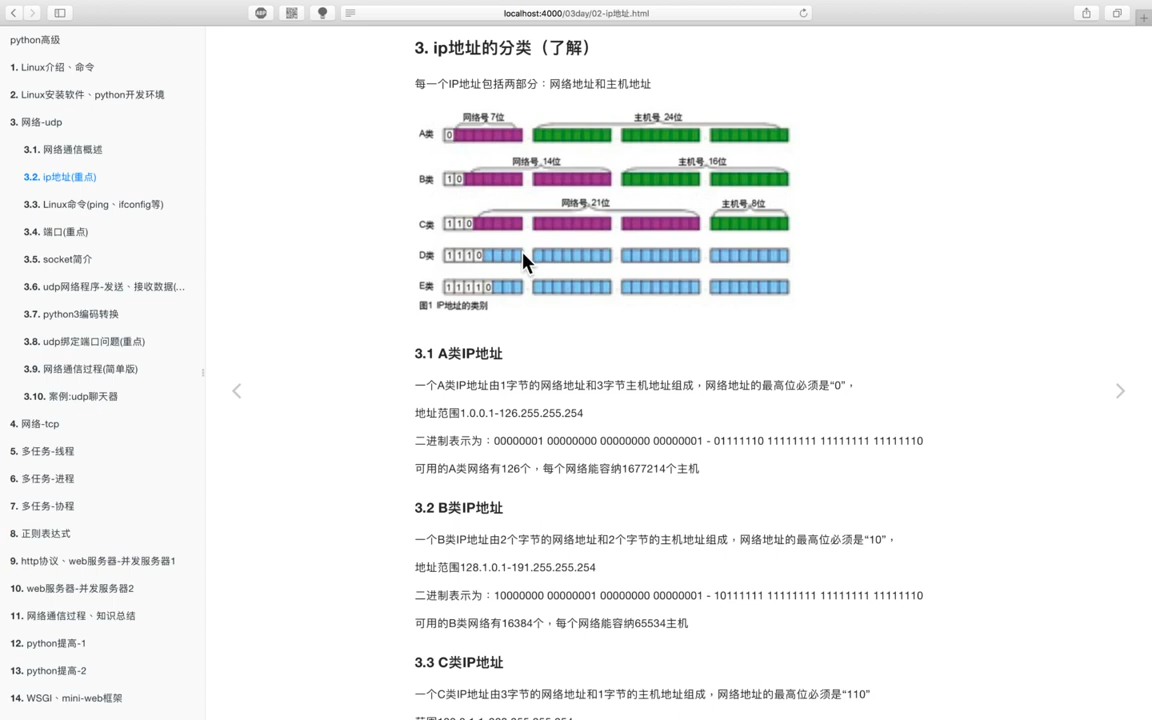 localhost:4000/03day/02-ip地址.html
ABP
python高级
1. Linux介绍、命令
2. Linux安装软件、python开发环境
3. 网络-udp
3.1. 网络通信概述
3.2. ip地址(重点)
3.3. Linux命令(ping、ifconfig等)
3.4. 端口(重点)
3.5. socket简介
3.6. udp网络程序-发送、接收数据(...
3.7. python3编码转换
3.8. udp绑定端口问题(重点)
3.9. 网络通信过程(简单版)
3.10. 案例:udp聊天器
4. 网络-tcp
5. 多任务-线程
6. 多任务-进程
7. 多任务-协程
8. 正则表达式
9. http协议、web服务器-并发服务器1
10. web服务器-并发服务器2
11. 网络通信过程、知识总结
12. python提高-1
13. python提高-2
14. WSGI、mini-web框架
3. ip地址的分类（了解）
每一个IP地址包括两部分：网络地址和主机地址
网络号 7位 主机号 24位
A类 0
网络号 14位 主机号 16位
B类 1 0
网络号 21位 主机号 8位
C类 1 1 0
D类 1 1 1 0
E类 1 1 1 1 0
图1 IP地址的类别
3.1 A类IP地址
一个A类IP地址由1字节的网络地址和3字节主机地址组成，网络地址的最高位必须是“0”，
地址范围1.0.0.1-126.255.255.254
二进制表示为：00000001 00000000 00000000 00000001 - 01111110 11111111 11111111 11111110
可用的A类网络有126个，每个网络能容纳1677214个主机
3.2 B类IP地址
一个B类IP地址由2个字节的网络地址和2个字节的主机地址组成，网络地址的最高位必须是“10”，
地址范围128.1.0.1-191.255.255.254
二进制表示为：10000000 00000001 00000000 00000001 - 10111111 11111111 11111111 11111110
可用的B类网络有16384个，每个网络能容纳65534主机
3.3 C类IP地址
一个C类IP地址由3字节的网络地址和1字节的主机地址组成，网络地址的最高位必须是“110”